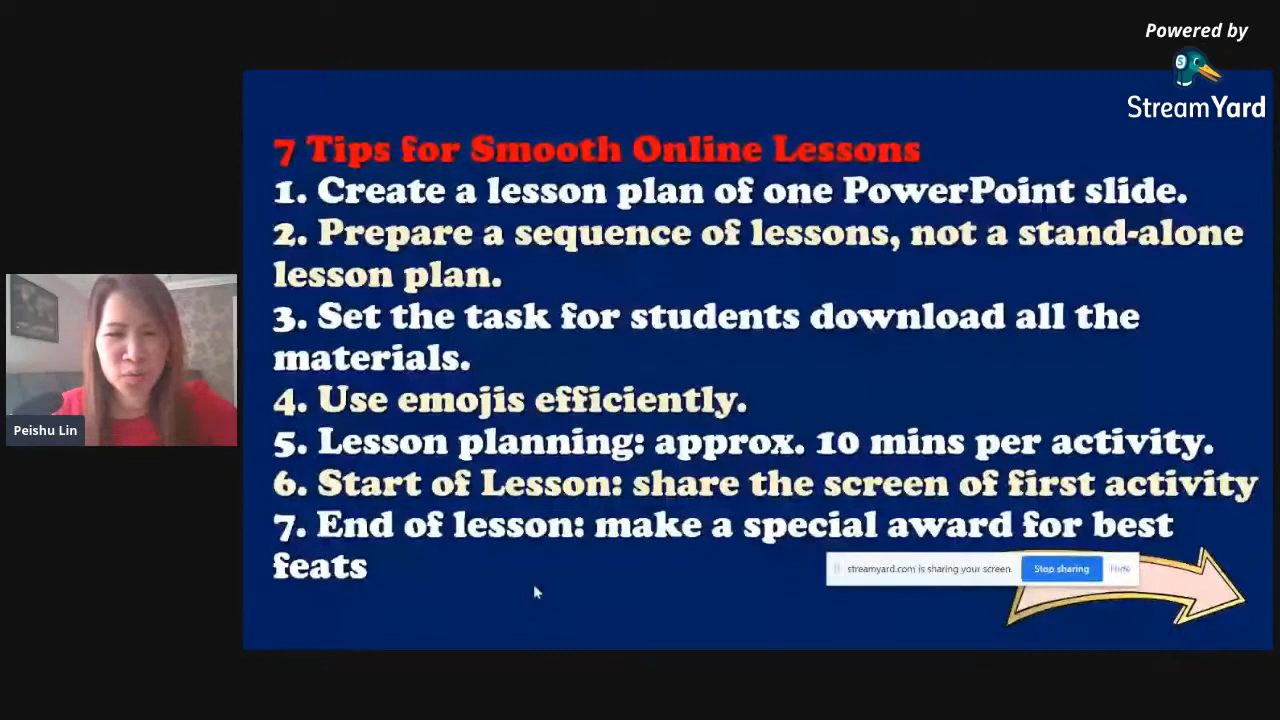 Powered by
StreamYard
7 Tips for Smooth Online Lessons
1. Create a lesson plan of one PowerPoint slide.
2. Prepare a sequence of lessons, not a stand-alone
lesson plan.
3. Set the task for students download all the
materials.
4. Use emojis efficiently.
5. Lesson planning: approx. 10 mins per activity.
6. Start of Lesson: share the screen of first activity
7. End of lesson: make a special award for best
feats
Peishu Lin
streamyard.com is sharing your screen. Stop sharing Hide